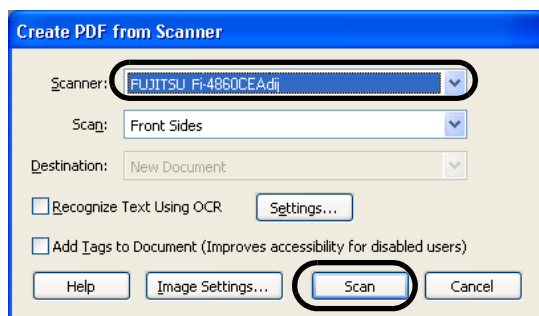 Create PDF from Scanner
Scanner: FUJITSU Fi-4860CEAdij
Scan: Front Sides
Destination: New Document
Recognize Text Using OCR Settings...
Add Tags to Document (Improves accessibility for disabled users)
Help Image Settings... Scan Cancel